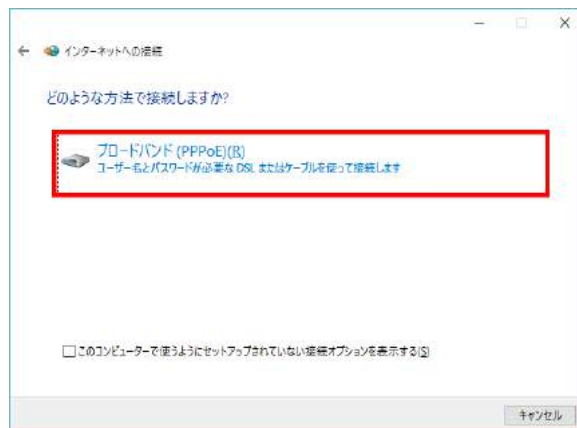 インターネットへの接続
どのような方法で接続しますか?
ブロードバンド (PPPoE)(R)
ユーザー名とパスワードが必要な DSL またはケーブルを使って接続します
このコンピューターで使うようにセットアップされていない接続オプションを表示する(S)
キャンセル